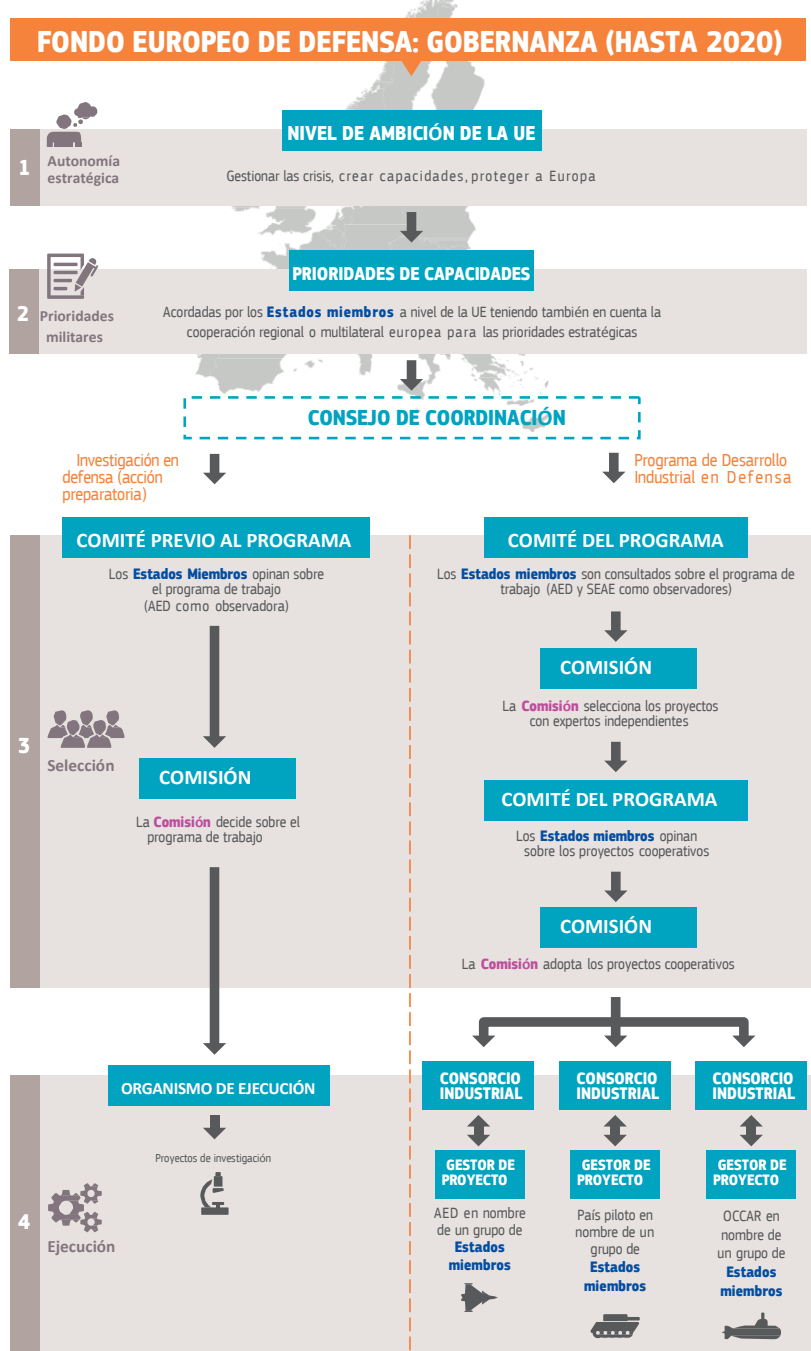 FONDO EUROPEO DE DEFENSA: GOBERNANZA (HASTA 2020)
1
Autonomía
estratégica
NIVEL DE AMBICIÓN DE LA UE
Gestionar las crisis, crear capacidades, proteger a Europa
2
Prioridades
militares
PRIORIDADES DE CAPACIDADES
Acordadas por los Estados miembros a nivel de la UE teniendo también en cuenta la
cooperación regional o multilateral europea para las prioridades estratégicas
CONSEJO DE COORDINACIÓN
Investigación en
defensa (acción
preparatoria)
Programa de Desarrollo
Industrial en Defensa
3
Selección
COMITÉ PREVIO AL PROGRAMA
Los Estados Miembros opinan sobre
el programa de trabajo
(AED como observadora)
COMISIÓN
La Comisión decide sobre el
programa de trabajo
COMITÉ DEL PROGRAMA
Los Estados miembros son consultados sobre el programa de
trabajo (AED y SEAE como observadores)
COMISIÓN
La Comisión selecciona los proyectos
con expertos independientes
COMITÉ DEL PROGRAMA
Los Estados miembros opinan
sobre los proyectos cooperativos
COMISIÓN
La Comisión adopta los proyectos cooperativos
4
Ejecución
ORGANISMO DE EJECUCIÓN
Proyectos de investigación
CONSORCIO
INDUSTRIAL
GESTOR DE
PROYECTO
AED en nombre
de un grupo de
Estados
miembros
CONSORCIO
INDUSTRIAL
GESTOR DE
PROYECTO
País piloto en
nombre de un
grupo de
Estados
miembros
CONSORCIO
INDUSTRIAL
GESTOR DE
PROYECTO
OCCAR en
nombre de
un grupo de
Estados
miembros